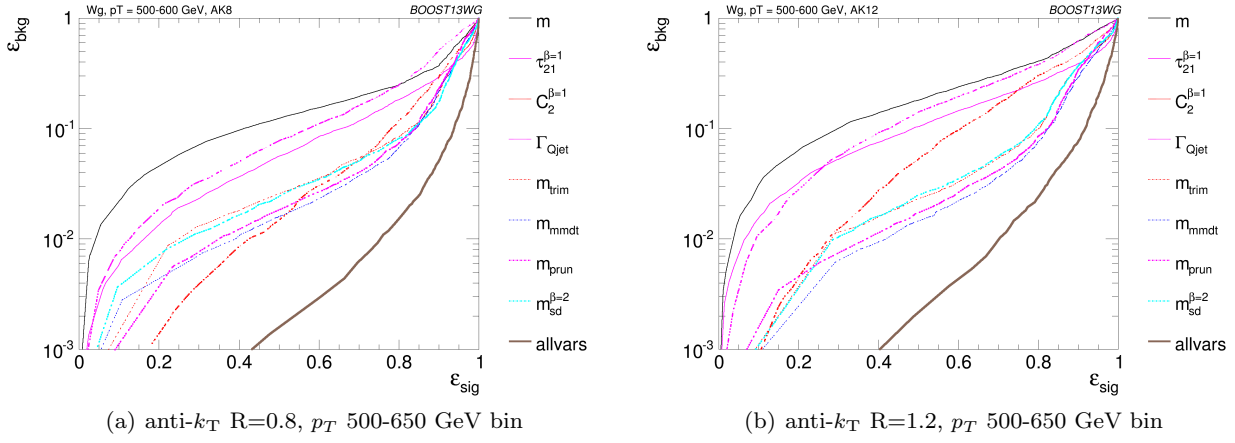 Wg, pT = 500-600 GeV, AK8 BOOST13WG
ε_bkg
1
10^-1
10^-2
10^-3
0 0.2 0.4 0.6 0.8 1
ε_sig
m
τ_21^β=1
C_2^β=1
Γ_Qjet
m_trim
m_mmdt
m_prun
m_sd^β=2
allvars
(a) anti-k_T R=0.8, p_T 500-650 GeV bin
Wg, pT = 500-600 GeV, AK12 BOOST13WG
ε_bkg
1
10^-1
10^-2
10^-3
0 0.2 0.4 0.6 0.8 1
ε_sig
m
τ_21^β=1
C_2^β=1
Γ_Qjet
m_trim
m_mmdt
m_prun
m_sd^β=2
allvars
(b) anti-k_T R=1.2, p_T 500-650 GeV bin